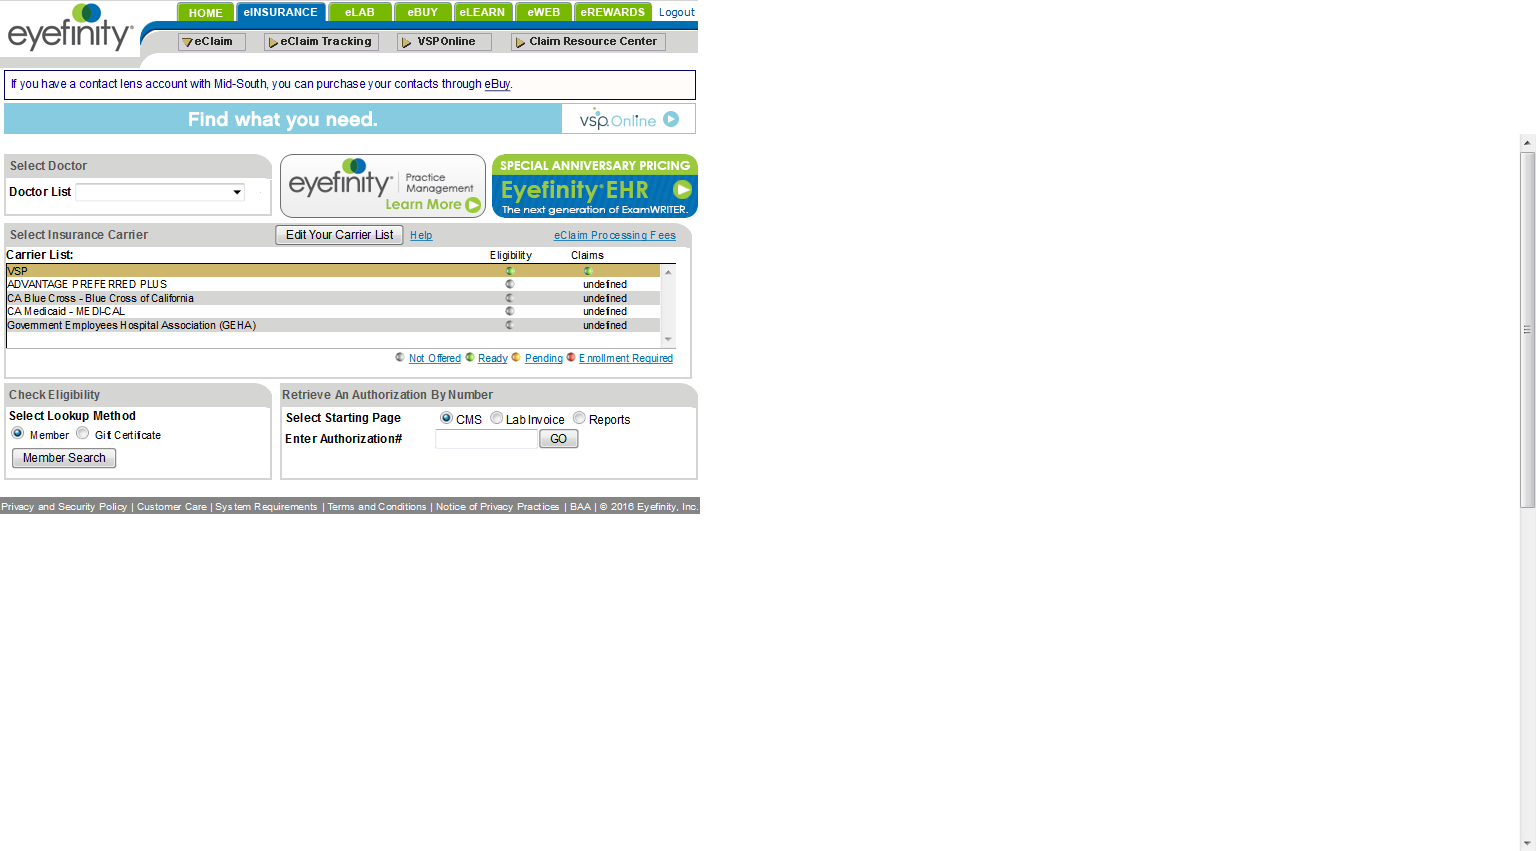 eyefinity
HOME eINSURANCE eLAB eBUY eLEARN eWEB eREWARDS Logout
eClaim eClaim Tracking VSPOnline Claim Resource Center
If you have a contact lens account with Mid-South, you can purchase your contacts through eBuy.
Find what you need. vsp.Online
Select Doctor
Doctor List
eyefinity Practice Management
Learn More
SPECIAL ANNIVERSARY PRICING
Eyefinity EHR
The next generation of ExamWRITER.
Select Insurance Carrier Edit Your Carrier List Help eClaim Processing Fees
Carrier List: Eligibility Claims
VSP
ADVANTAGE PREFERRED PLUS undefined
CA Blue Cross - Blue Cross of California undefined
CA Medicaid - MEDI-CAL undefined
Government Employees Hospital Association (GEHA) undefined
Not Offered Ready Pending Enrollment Required
Check Eligibility
Select Lookup Method
Member Gift Certificate
Member Search
Retrieve An Authorization By Number
Select Starting Page CMS Lab Invoice Reports
Enter Authorization# GO
Privacy and Security Policy | Customer Care | System Requirements | Terms and Conditions | Notice of Privacy Practices | BAA | © 2016 Eyefinity, Inc.